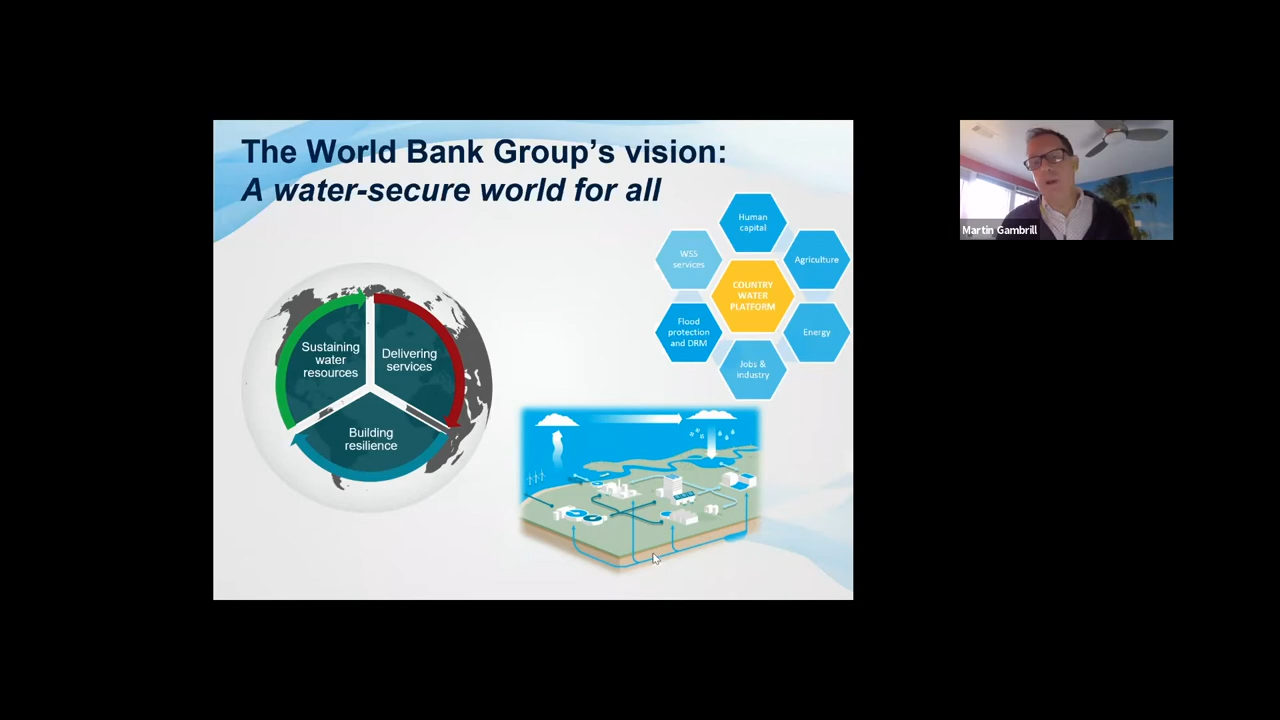 The World Bank Group's vision:
A water-secure world for all
Sustaining
water
resources
Delivering
services
Building
resilience
Human
capital
WSS
services
Agriculture
COUNTRY
WATER
PLATFORM
Flood
protection
and DRM
Energy
Jobs &
industry
Martin Gambrill